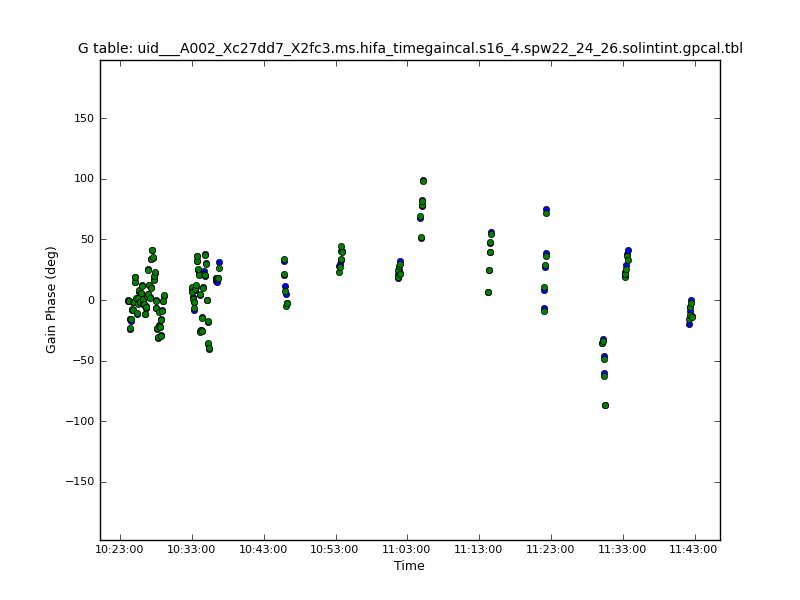 G table: uid___A002_Xc27dd7_X2fc3.ms.hifa_timegaincal.s16_4.spw22_24_26.solintint.gpcal.tbl
Gain Phase (deg)
150
100
50
0
−50
−100
−150
10:23:00 10:33:00 10:43:00 10:53:00 11:03:00 11:13:00 11:23:00 11:33:00 11:43:00
Time